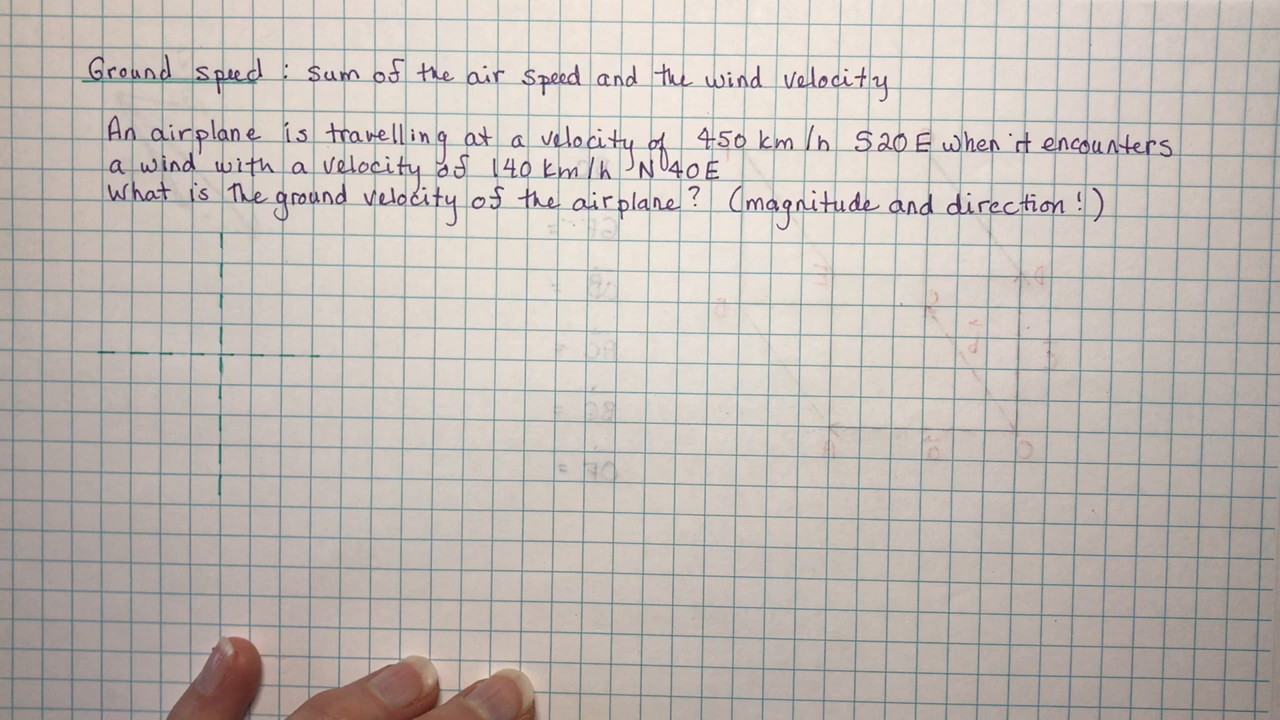 Ground speed : sum of the air speed and the wind velocity
An airplane is travelling at a velocity of 450 km/h S20E when it encounters
a wind with a velocity of 140 km/h N40E
What is the ground velocity of the airplane? (magnitude and direction!)